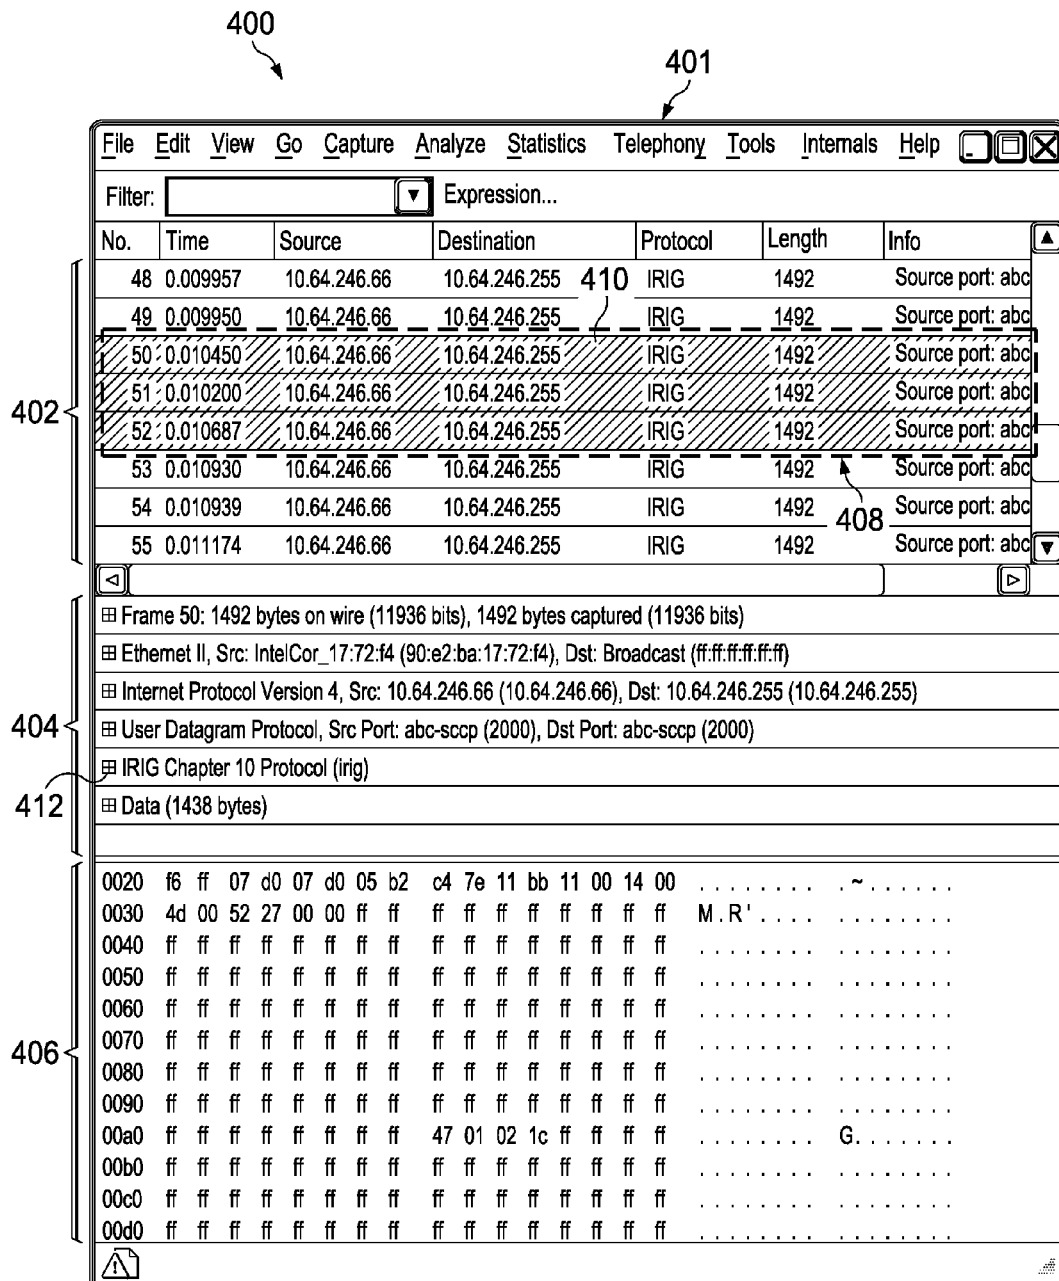 400
401
File Edit View Go Capture Analyze Statistics Telephony Tools Internals Help
Filter: Expression...
No. Time Source Destination Protocol Length Info
48 0.009957 10.64.246.66 10.64.246.255 IRIG 1492 Source port: abc
410
49 0.009950 10.64.246.66 10.64.246.255 IRIG 1492 Source port: abc
50 0.010450 10.64.246.66 10.64.246.255 IRIG 1492 Source port: abc
51 0.010200 10.64.246.66 10.64.246.255 IRIG 1492 Source port: abc
402
52 0.010687 10.64.246.66 10.64.246.255 IRIG 1492 Source port: abc
53 0.010930 10.64.246.66 10.64.246.255 IRIG 1492 Source port: abc
54 0.010939 10.64.246.66 10.64.246.255 IRIG 1492 Source port: abc
408
55 0.011174 10.64.246.66 10.64.246.255 IRIG 1492 Source port: abc
Frame 50: 1492 bytes on wire (11936 bits), 1492 bytes captured (11936 bits)
Ethernet II, Src: IntelCor_17:72:f4 (90:e2:ba:17:72:f4), Dst: Broadcast (ff:ff:ff:ff:ff:ff)
Internet Protocol Version 4, Src: 10.64.246.66 (10.64.246.66), Dst: 10.64.246.255 (10.64.246.255)
404
User Datagram Protocol, Src Port: abc-sccp (2000), Dst Port: abc-sccp (2000)
IRIG Chapter 10 Protocol (irig)
412
Data (1438 bytes)
0020 f6 ff 07 d0 07 d0 05 b2 c4 7e 11 bb 11 00 14 00 . . . . . . . . . ~ . . . . . .
0030 4d 00 52 27 00 00 ff ff ff ff ff ff ff ff ff ff M . R ' . . . . . . . . . . . .
0040 ff ff ff ff ff ff ff ff ff ff ff ff ff ff ff ff . . . . . . . . . . . . . . . .
0050 ff ff ff ff ff ff ff ff ff ff ff ff ff ff ff ff . . . . . . . . . . . . . . . .
0060 ff ff ff ff ff ff ff ff ff ff ff ff ff ff ff ff . . . . . . . . . . . . . . . .
0070 ff ff ff ff ff ff ff ff ff ff ff ff ff ff ff ff . . . . . . . . . . . . . . . .
406
0080 ff ff ff ff ff ff ff ff ff ff ff ff ff ff ff ff . . . . . . . . . . . . . . . .
0090 ff ff ff ff ff ff ff ff ff ff ff ff ff ff ff ff . . . . . . . . . . . . . . . .
00a0 ff ff ff ff ff ff ff ff 47 01 02 1c ff ff ff ff . . . . . . . . G . . . . . . .
00b0 ff ff ff ff ff ff ff ff ff ff ff ff ff ff ff ff . . . . . . . . . . . . . . . .
00c0 ff ff ff ff ff ff ff ff ff ff ff ff ff ff ff ff . . . . . . . . . . . . . . . .
00d0 ff ff ff ff ff ff ff ff ff ff ff ff ff ff ff ff . . . . . . . . . . . . . . . .